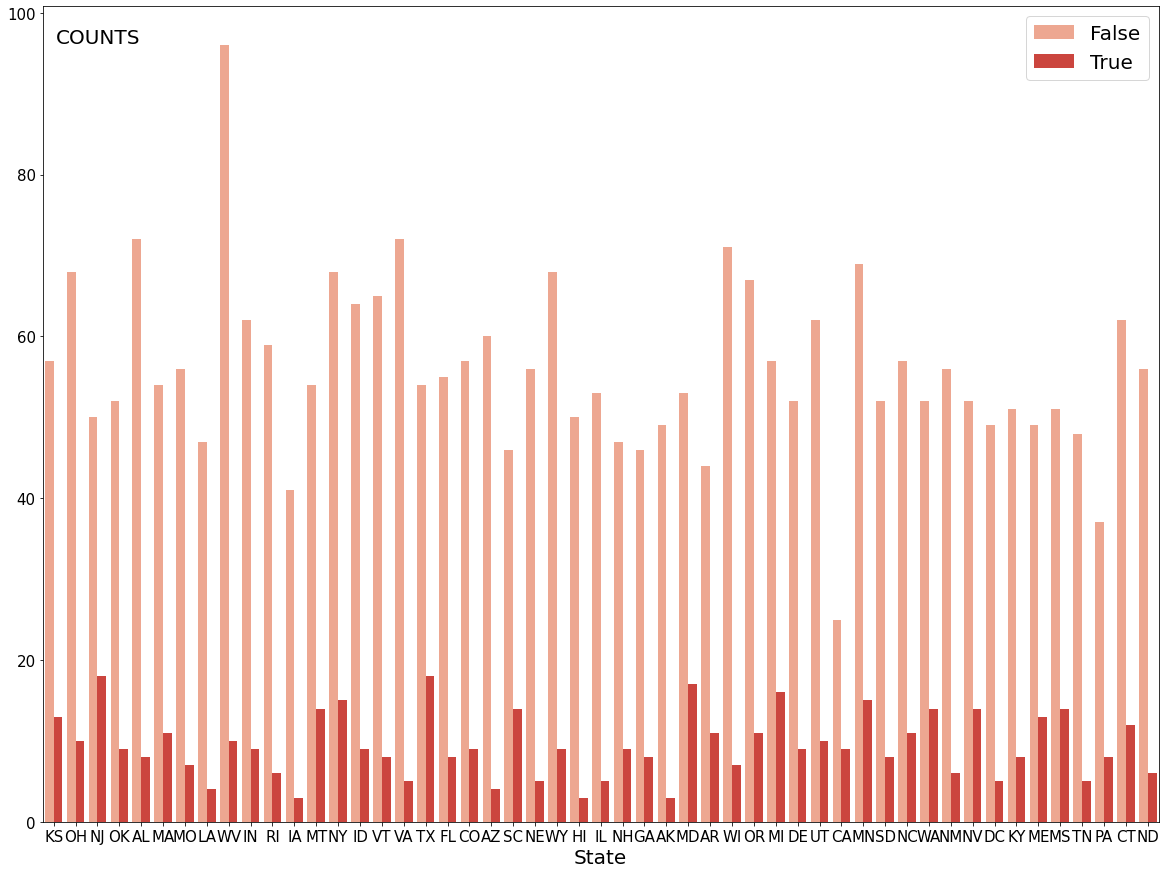 COUNTS
False
True
100
80
60
40
20
0
KS OH NJ OK AL MA MO LA WV IN RI IA MT NY ID VT VA TX FL CO AZ SC NE WY HI IL NH GA AK MD AR WI OR MI DE UT CA MN SD NC WA NM NV DC KY ME MS TN PA CT ND
State